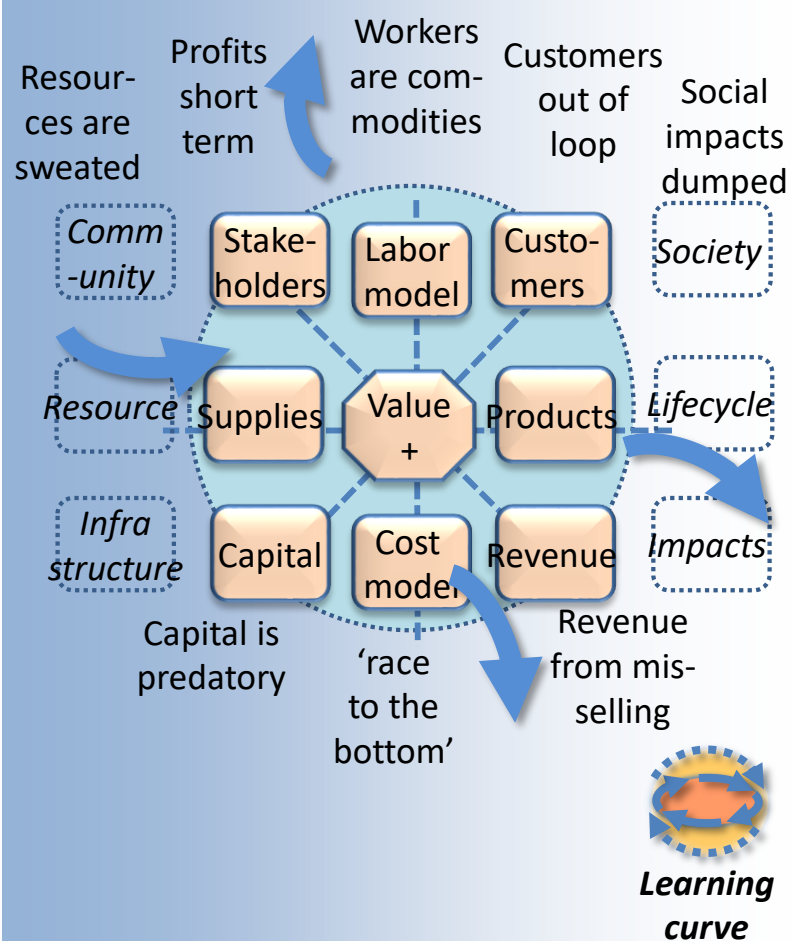 Resour-
ces are
sweated
Profits
short
term
Workers
are com-
modities
Customers
out of
loop
Social
impacts
dumped
Comm
-unity
Stake-
holders
Labor
model
Custo-
mers
Society
Resource
Supplies
Value
+
Products
Lifecycle
Infra
structure
Capital
Cost
model
Revenue
Impacts
Capital is
predatory
‘race
to the
bottom’
Revenue
from mis-
selling
Learning
curve